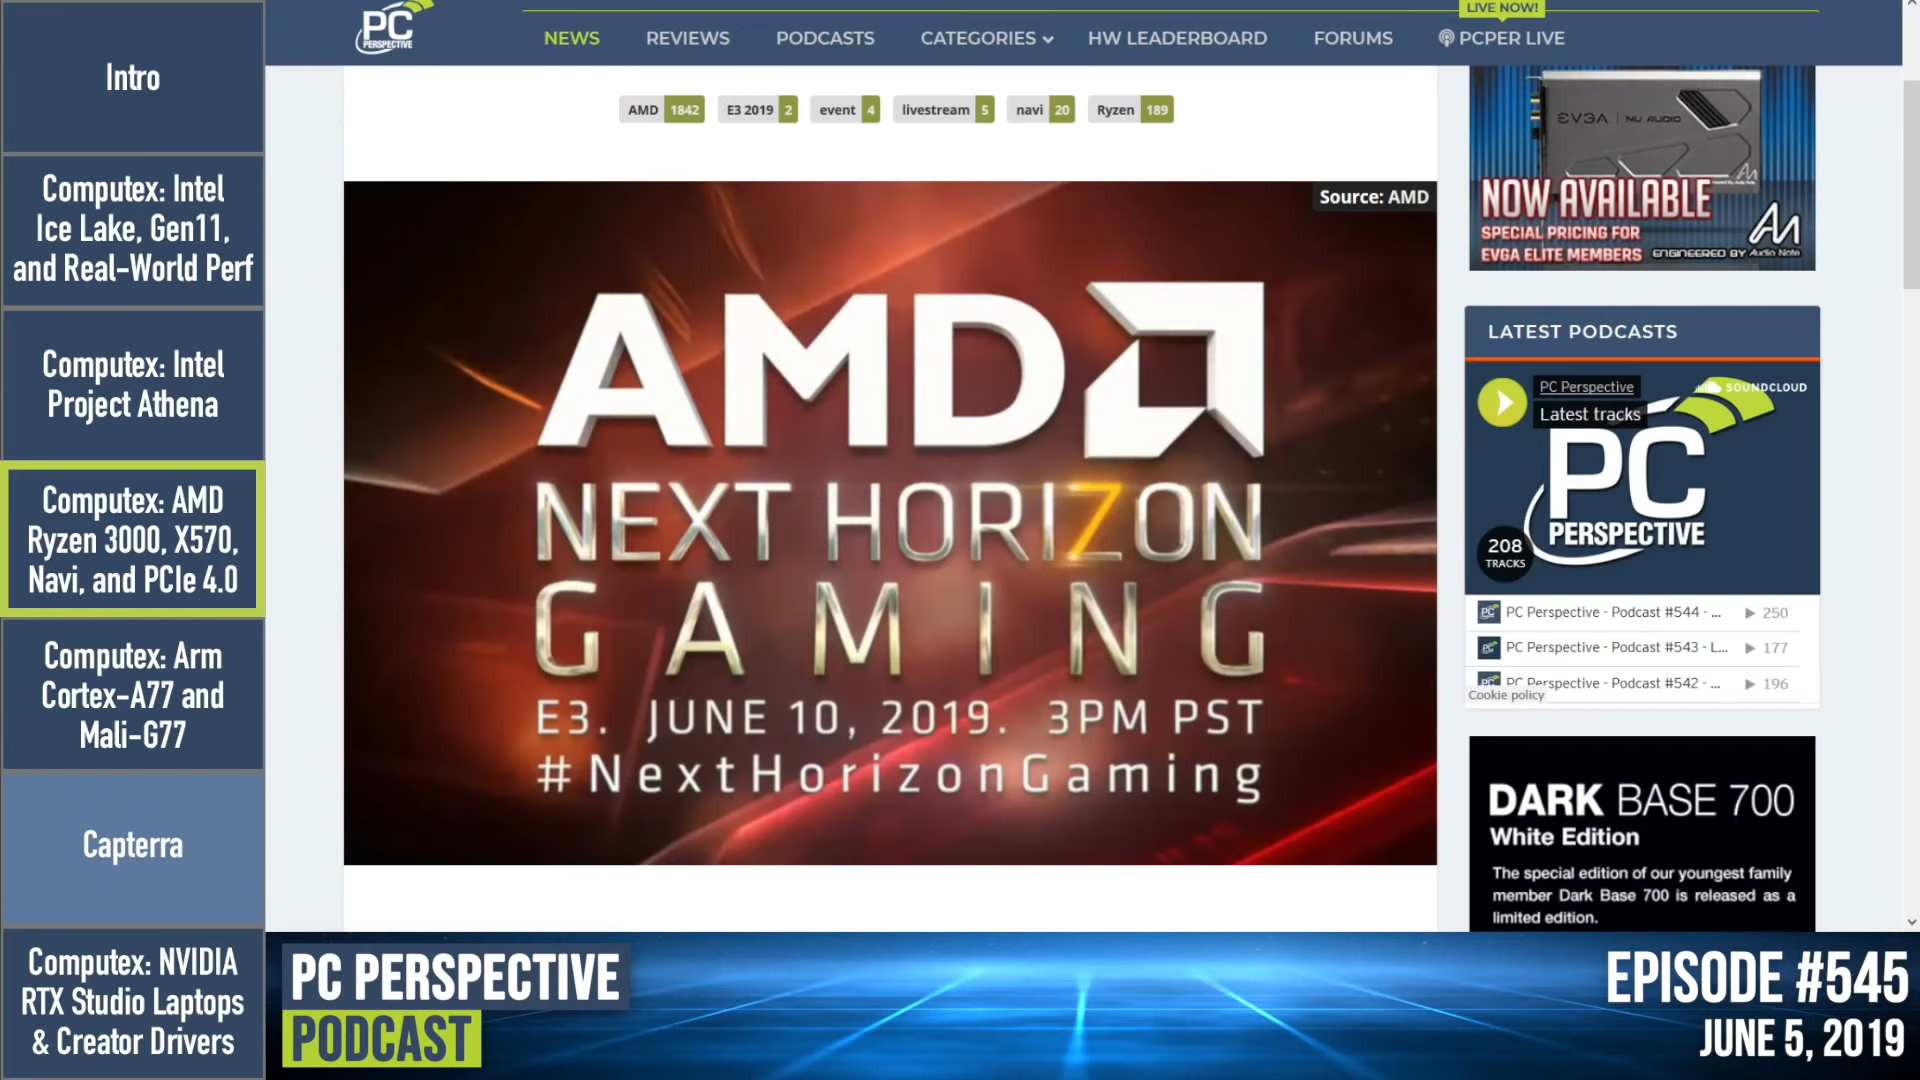 Intro
Computex: Intel
Ice Lake, Gen11,
and Real-World Perf
Computex: Intel
Project Athena
Computex: AMD
Ryzen 3000, X570,
Navi, and PCIe 4.0
Computex: Arm
Cortex-A77 and
Mali-G77
Capterra
Computex: NVIDIA
RTX Studio Laptops
& Creator Drivers
PC
PERSPECTIVE
NEWS REVIEWS PODCASTS CATEGORIES HW LEADERBOARD FORUMS PCPER LIVE
LIVE NOW!
AMD 1842 E3 2019 2 event 4 livestream 5 navi 20 Ryzen 189
Source: AMD
AMD
NEXT HORIZON
GAMING
E3. JUNE 10, 2019. 3PM PST
#NextHorizonGaming
EVGA | NU AUDIO
NOW AVAILABLE
SPECIAL PRICING FOR
EVGA ELITE MEMBERS
ENGINEERED BY Audio Note
LATEST PODCASTS
PC Perspective
SOUNDCLOUD
Latest tracks
PC
PERSPECTIVE
208
TRACKS
PC Perspective - Podcast #544 - ... 250
PC Perspective - Podcast #543 - L... 177
PC Perspective - Podcast #542 - ... 196
Cookie policy
DARK BASE 700
White Edition
The special edition of our youngest family
member Dark Base 700 is released as a
limited edition.
PC PERSPECTIVE
PODCAST
EPISODE #545
JUNE 5, 2019